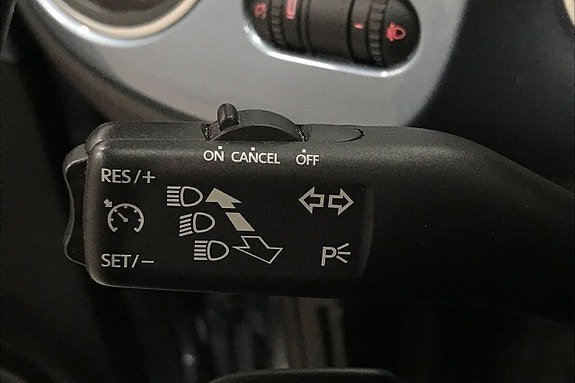 ON CANCEL OFF
RES/+
SET/-
P